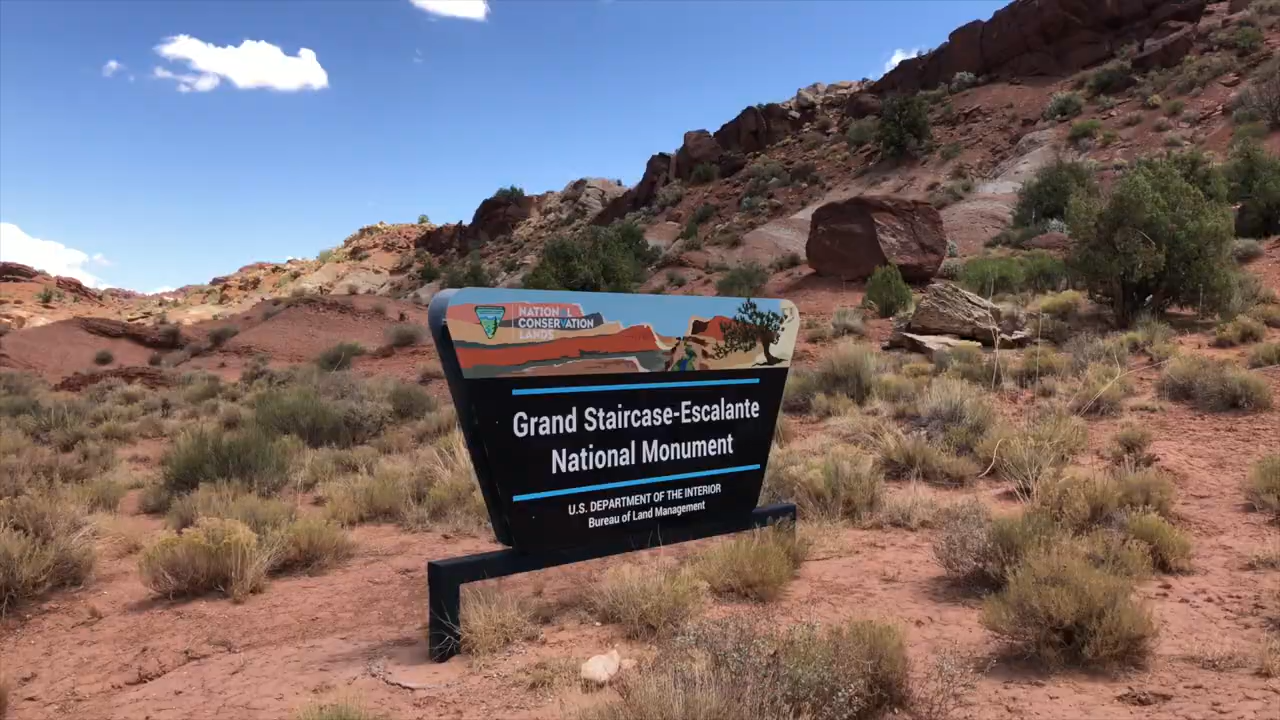 NATIONAL
CONSERVATION
LANDS
Grand Staircase-Escalante
National Monument
U.S. DEPARTMENT OF THE INTERIOR
Bureau of Land Management